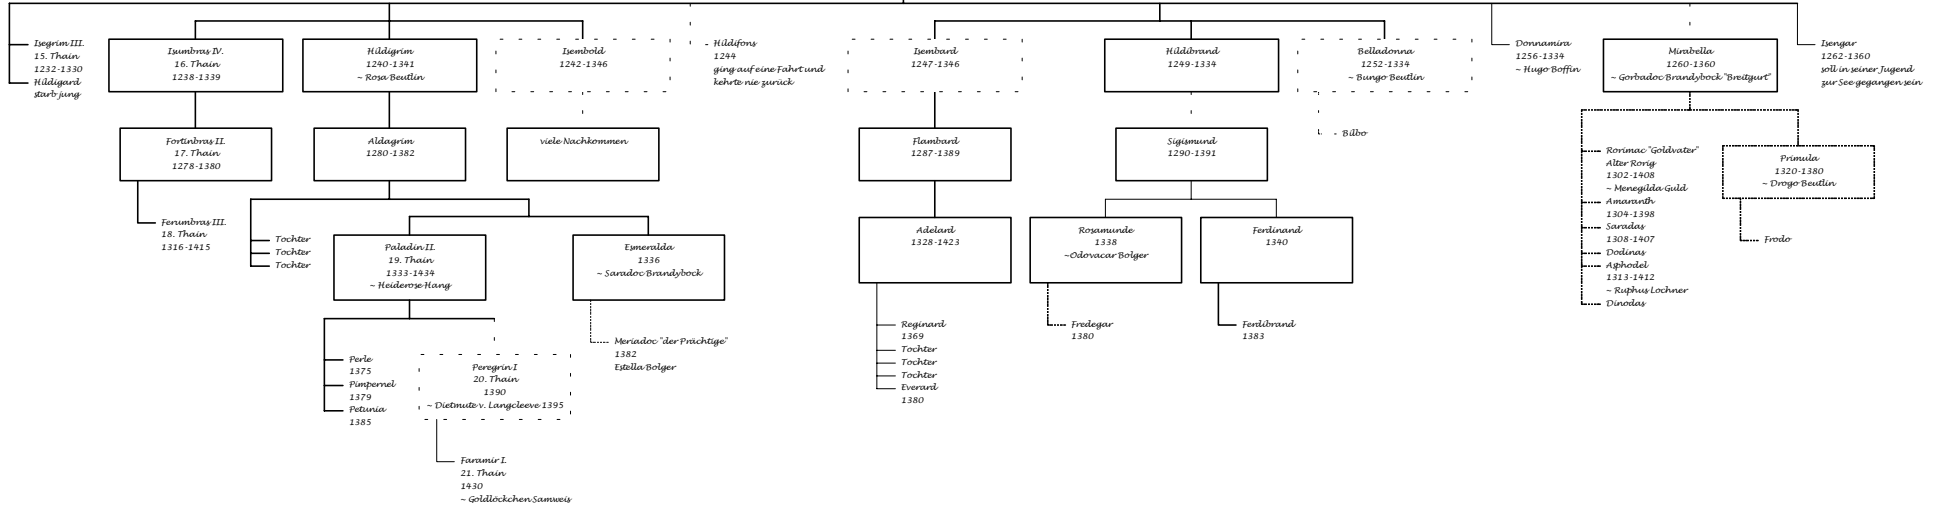 Isegrim III.
15. Thain
1232-1330
Hildigard
starb jung
Isumbras IV.
16. Thain
1238-1339
Hildigrim
1240-1341
~ Rosa Beutlin
Isembold
1242-1346
- Hildifons
1244
ging auf eine Fahrt und
kehrte nie zurück
Isembard
1247-1346
Hildibrand
1249-1334
Belladonna
1252-1334
~ Bungo Beutlin
Donnamira
1256-1334
~ Hugo Boffin
Mirabella
1260-1360
~ Gorbadoc Brandybock "Breitgurt"
Isengar
1262-1360
soll in seiner Jugend
zur See gegangen sein
Fortinbras II.
17. Thain
1278-1380
Aldagrim
1280-1382
viele Nachkommen
Flambard
1287-1389
Sigismund
1290-1391
- Bilbo
Rorimac "Goldvater"
Alter Rorig
1302-1408
~ Menegilda Guld
Amaranth
1304-1398
Saradas
1308-1407
Dodinas
Asphodel
1313-1412
~ Ruphus Lochner
Dinodas
Primula
1320-1380
~ Drogo Beutlin
Frodo
Ferumbras III.
18. Thain
1316-1415
Tochter
Tochter
Tochter
Paladin II.
19. Thain
1333-1434
~ Heiderose Hang
Esmeralda
1336
~ Saradoc Brandybock
Adelard
1328-1423
Rosamunde
1338
~Odovacar Bolger
Ferdinand
1340
Perle
1375
Pimpernel
1379
Petunia
1385
Peregrin I
20. Thain
1390
~ Dietmute v. Langcleeve 1395
Meriadoc "der Prächtige"
1382
Estella Bolger
Reginard
1369
Tochter
Tochter
Tochter
Everard
1380
Fredegar
1380
Ferdibrand
1383
Faramir I.
21. Thain
1430
~ Goldlöckchen Samweis